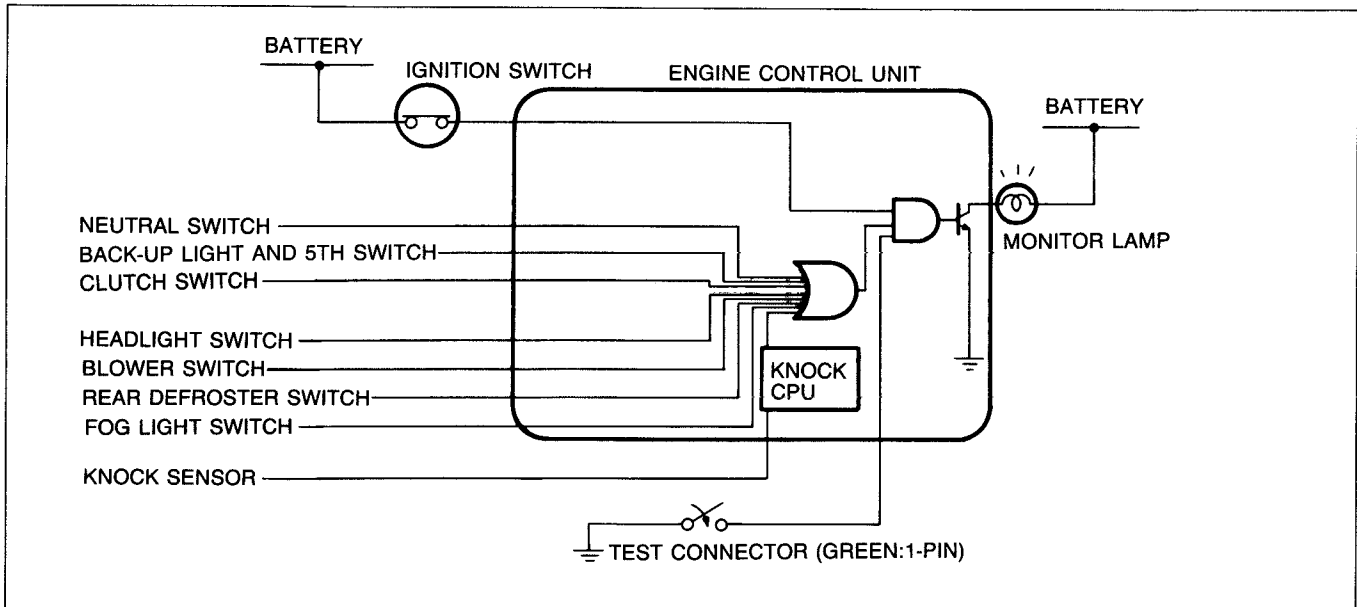 BATTERY
IGNITION SWITCH
ENGINE CONTROL UNIT
BATTERY
MONITOR LAMP
NEUTRAL SWITCH
BACK-UP LIGHT AND 5TH SWITCH
CLUTCH SWITCH
HEADLIGHT SWITCH
BLOWER SWITCH
REAR DEFROSTER SWITCH
FOG LIGHT SWITCH
KNOCK
CPU
KNOCK SENSOR
TEST CONNECTOR (GREEN:1-PIN)